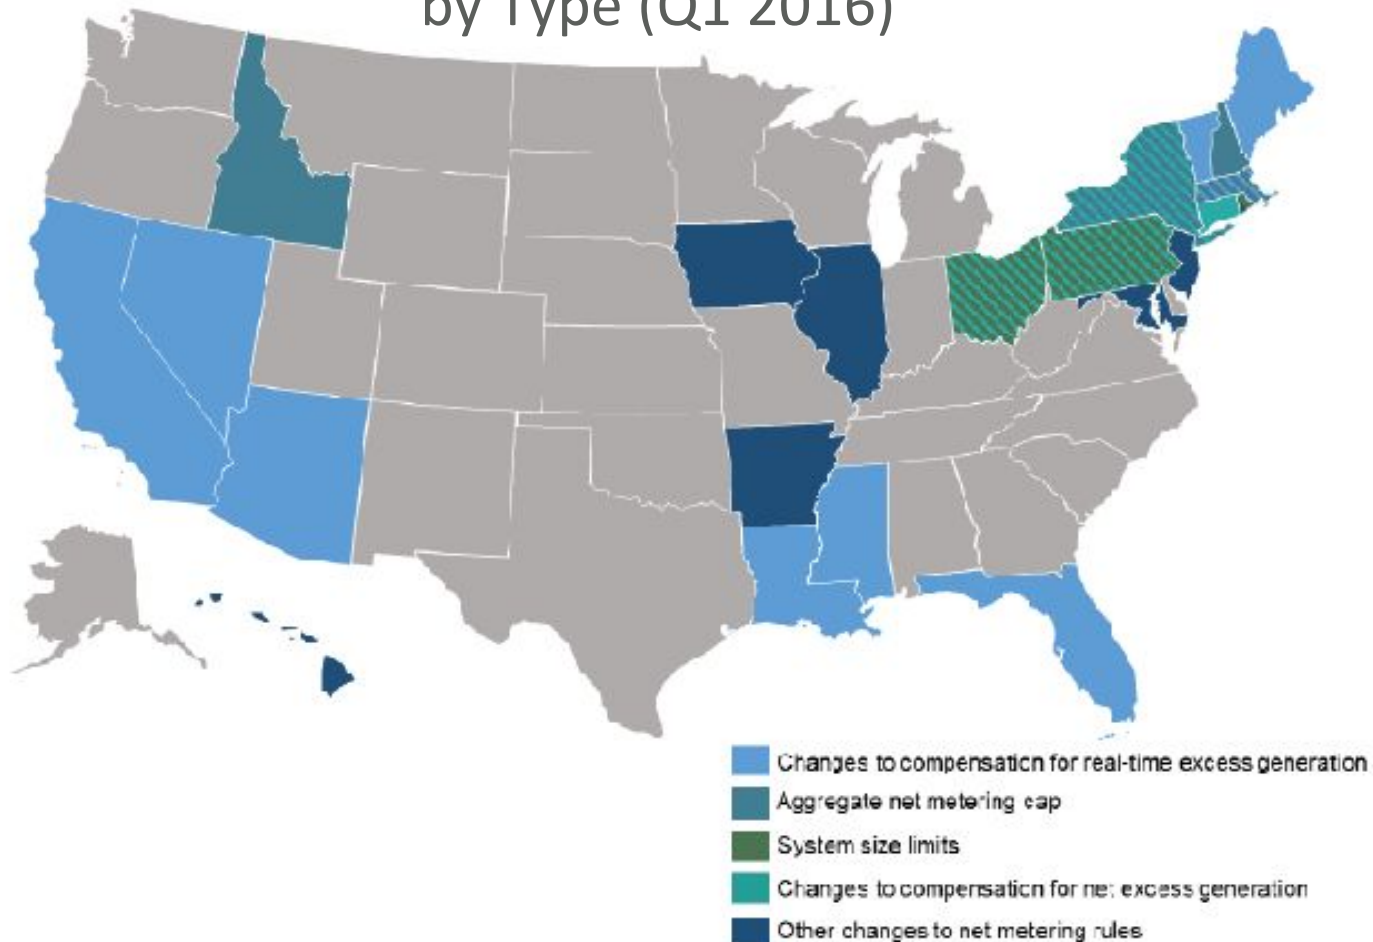 by Type (Q1 2016)
Changes to compensation for real-time excess generation
Aggregate net metering cap
System size limits
Changes to compensation for net excess generation
Other changes to net metering rules